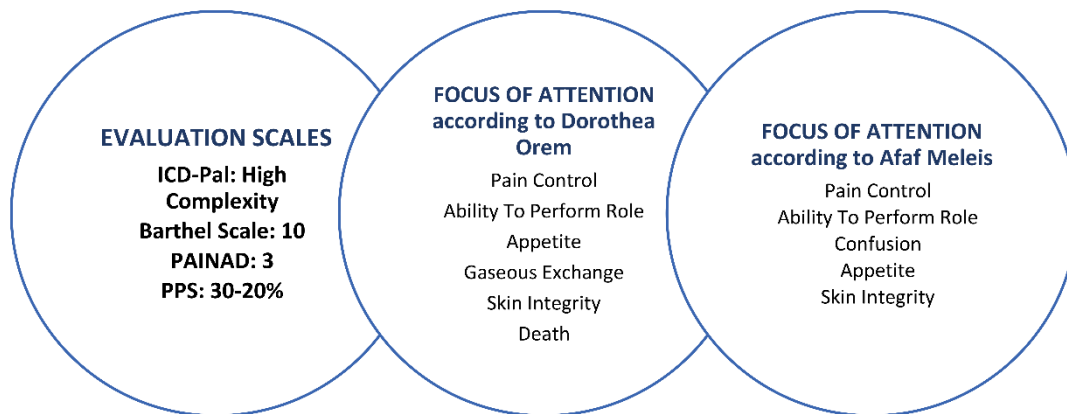 EVALUATION SCALES
ICD-Pal: High
Complexity
Barthel Scale: 10
PAINAD: 3
PPS: 30-20%
FOCUS OF ATTENTION
according to Dorothea
Orem
Pain Control
Ability To Perform Role
Appetite
Gaseous Exchange
Skin Integrity
Death
FOCUS OF ATTENTION
according to Afaf Meleis
Pain Control
Ability To Perform Role
Confusion
Appetite
Skin Integrity